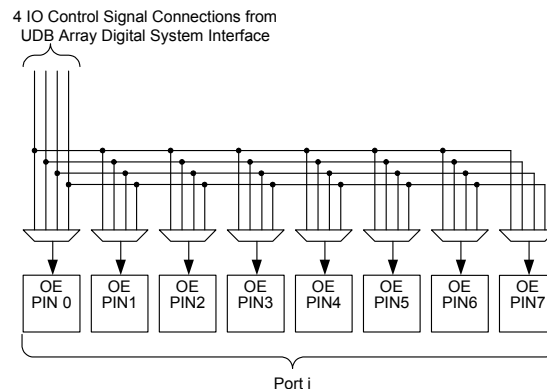 4 IO Control Signal Connections from
UDB Array Digital System Interface
OE
PIN 0
OE
PIN1
OE
PIN2
OE
PIN3
OE
PIN4
OE
PIN5
OE
PIN6
OE
PIN7
Port i